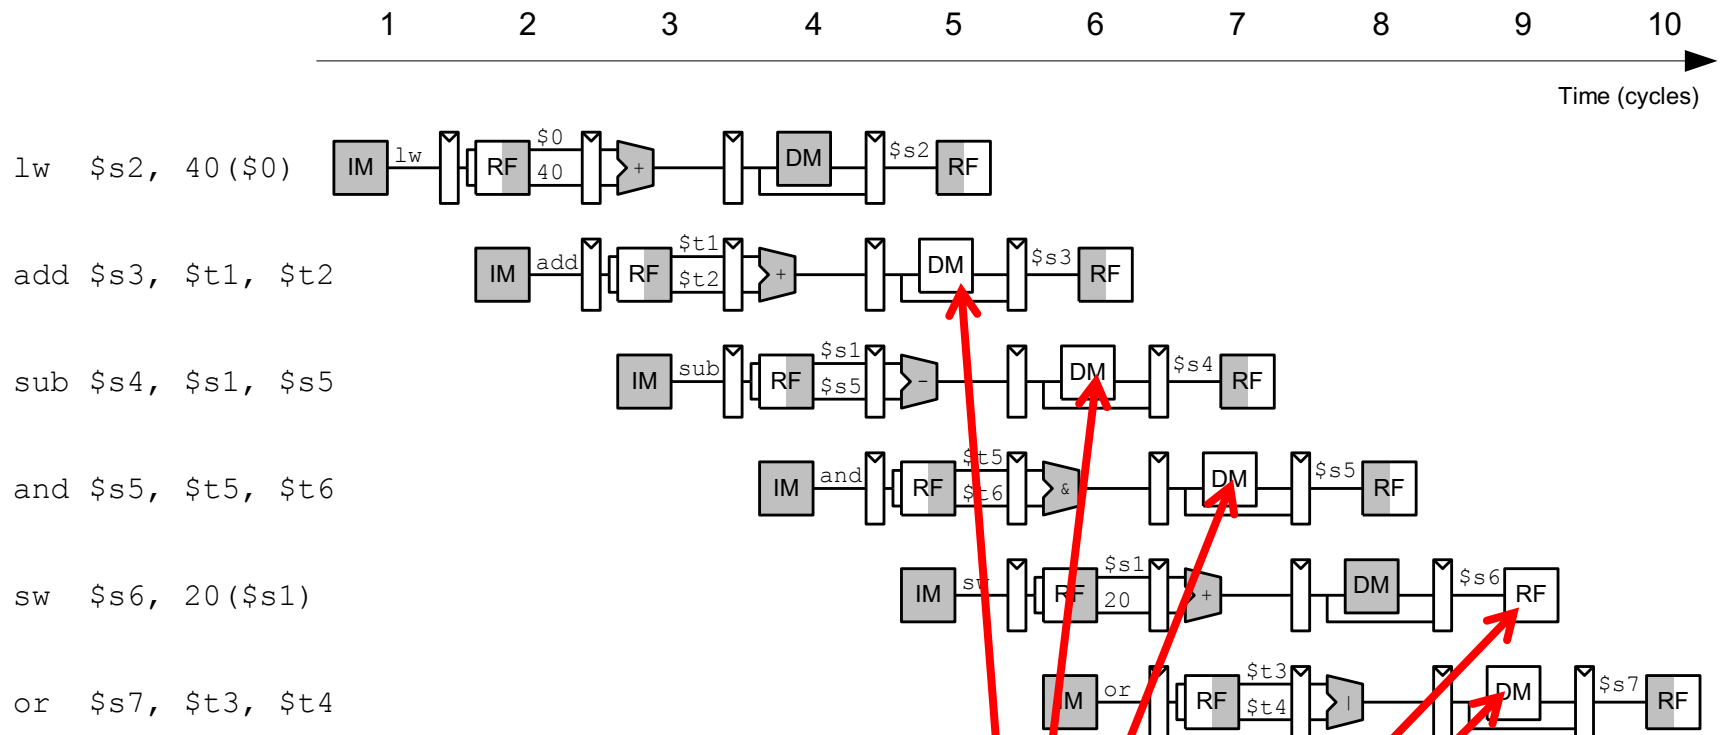 1 2 3 4 5 6 7 8 9 10
Time (cycles)
lw $s2, 40($0) IM lw RF $0 40 + DM $s2 RF
add $s3, $t1, $t2 IM add RF $t1 $t2 + DM $s3 RF
sub $s4, $s1, $s5 IM sub RF $s1 $s5 - DM $s4 RF
and $s5, $t5, $t6 IM and RF $t5 $t6 & DM $s5 RF
sw $s6, 20($s1) IM sw RF $s1 20 + DM $s6 RF
or $s7, $t3, $t4 IM or RF $t3 $t4 | DM $s7 RF